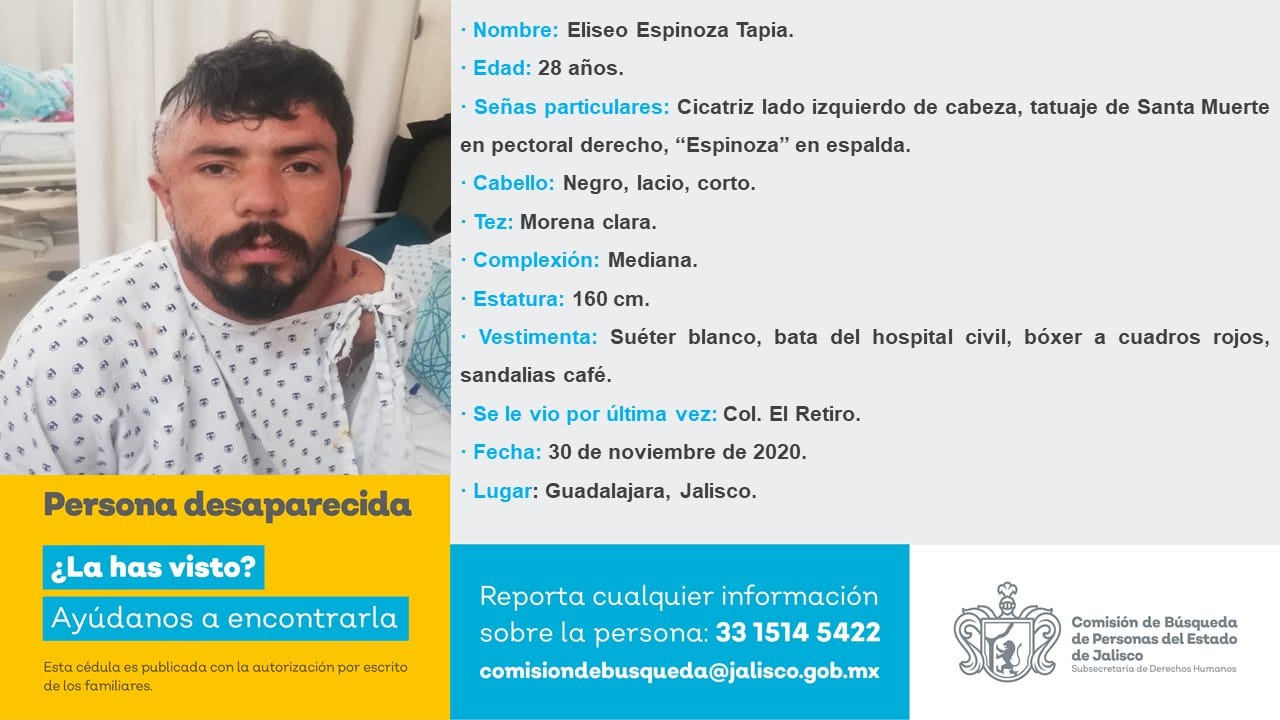 · Nombre: Eliseo Espinoza Tapia.
· Edad: 28 años.
· Señas particulares: Cicatriz lado izquierdo de cabeza, tatuaje de Santa Muerte
en pectoral derecho, “Espinoza” en espalda.
· Cabello: Negro, lacio, corto.
· Tez: Morena clara.
· Complexión: Mediana.
· Estatura: 160 cm.
· Vestimenta: Suéter blanco, bata del hospital civil, bóxer a cuadros rojos,
sandalias café.
· Se le vio por última vez: Col. El Retiro.
· Fecha: 30 de noviembre de 2020.
· Lugar: Guadalajara, Jalisco.
Persona desaparecida
¿La has visto?
Ayúdanos a encontrarla
Esta cédula es publicada con la autorización por escrito
de los familiares.
Reporta cualquier información
sobre la persona: 33 1514 5422
comisiondebusqueda@jalisco.gob.mx
Comisión de Búsqueda
de Personas del Estado
de Jalisco
Subsecretaría de Derechos Humanos